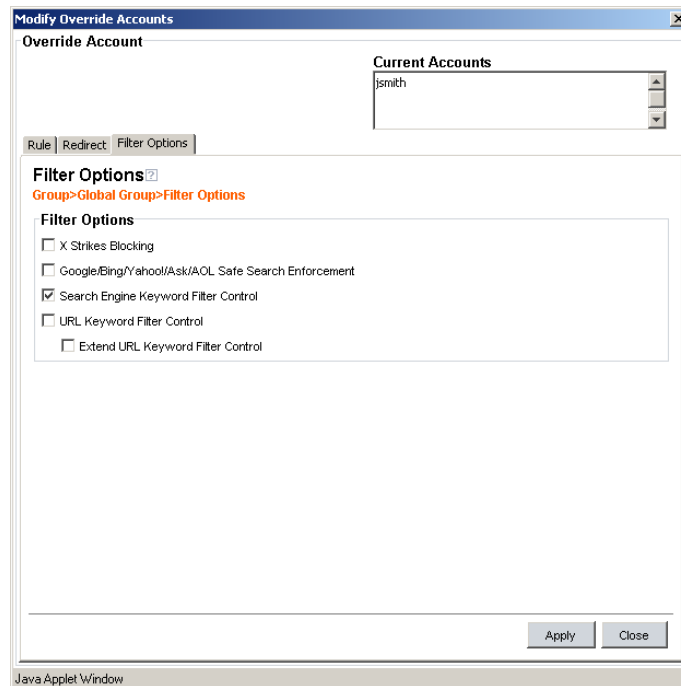 Modify Override Accounts
Override Account
Current Accounts
jsmith
Rule Redirect Filter Options
Filter Options ?
Group>Global Group>Filter Options
Filter Options
X Strikes Blocking
Google/Bing/Yahoo!/Ask/AOL Safe Search Enforcement
Search Engine Keyword Filter Control
URL Keyword Filter Control
Extend URL Keyword Filter Control
Apply Close
Java Applet Window